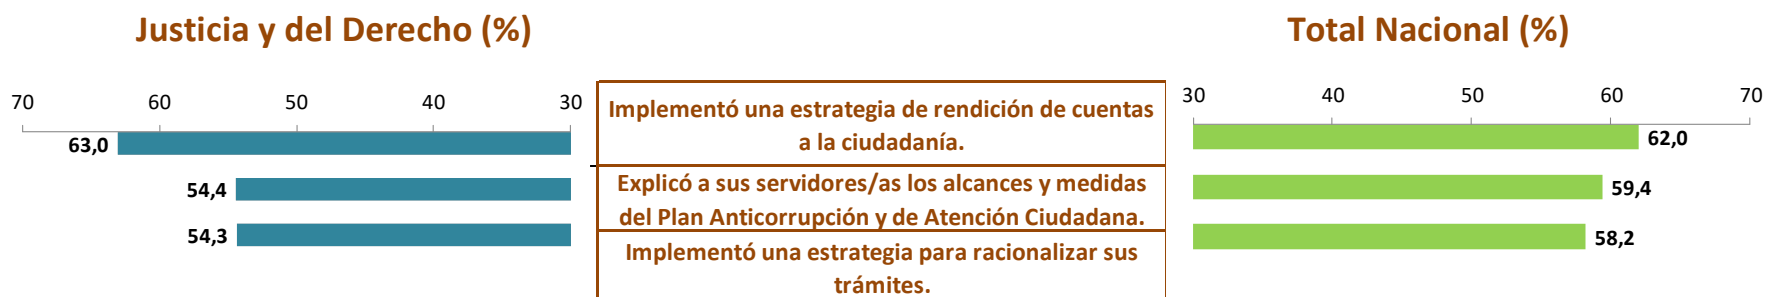 Justicia y del Derecho (%)
Total Nacional (%)
70 60 50 40 30
30 40 50 60 70
Implementó una estrategia de rendición de cuentas
a la ciudadanía.
63,0
62,0
Explicó a sus servidores/as los alcances y medidas
del Plan Anticorrupción y de Atención Ciudadana.
54,4
59,4
Implementó una estrategia para racionalizar sus
trámites.
54,3
58,2